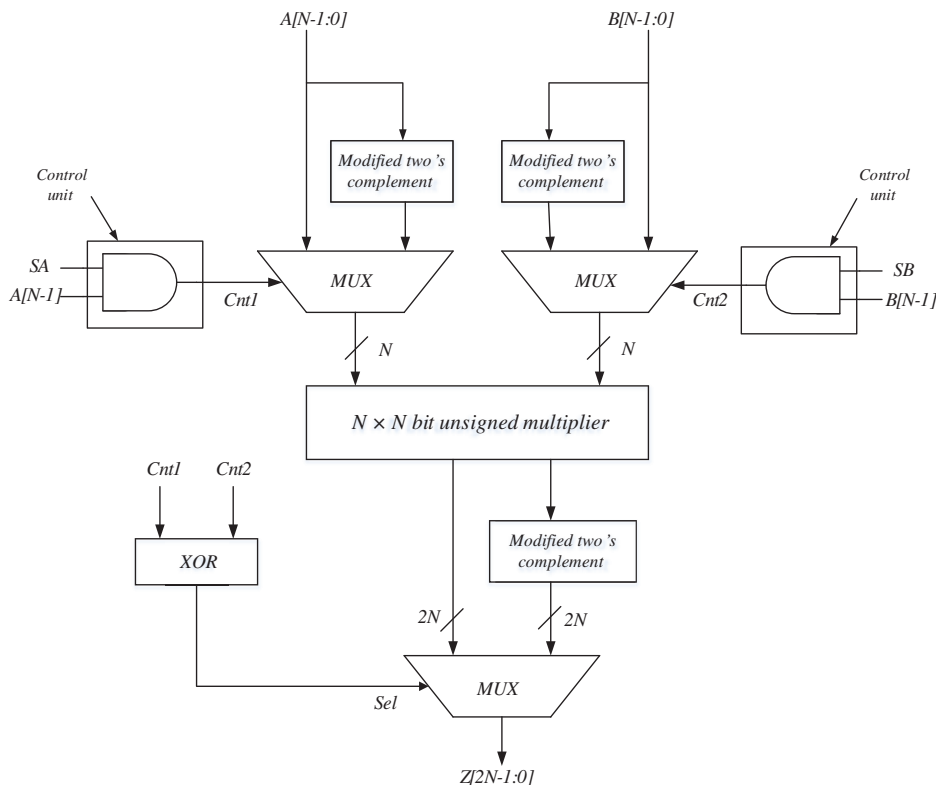 A[N-1:0]
B[N-1:0]
Modified two's
complement
Modified two's
complement
Control
unit
Control
unit
SA
A[N-1]
Cnt1
MUX
MUX
Cnt2
SB
B[N-1]
N
N
N × N bit unsigned multiplier
Cnt1
Cnt2
XOR
Modified two's
complement
2N
2N
Sel
MUX
Z[2N-1:0]